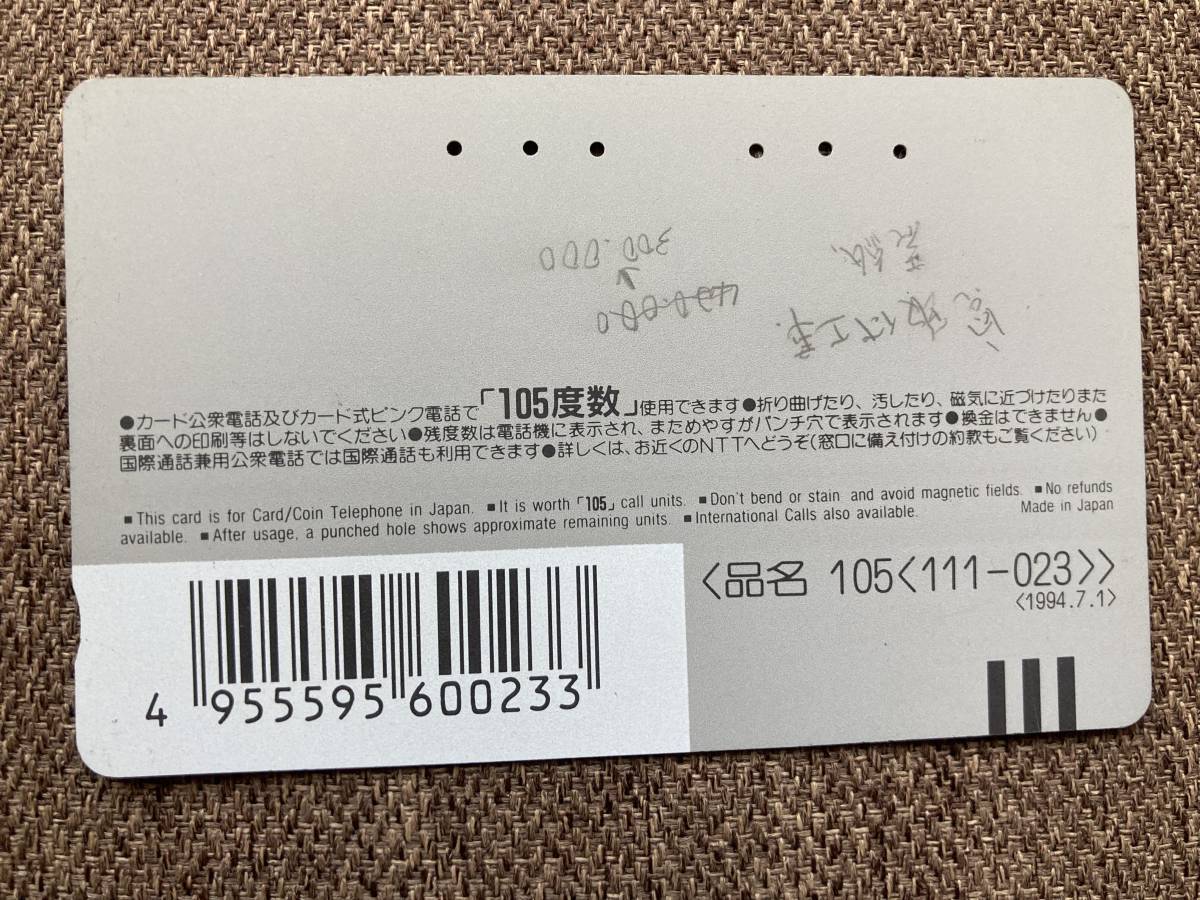 300.000
●カード公衆電話及びカード式ピンク電話で「105度数」使用できます●折り曲げたり、汚したり、磁気に近づけたりまた
裏面への印刷等はしないでください●残度数は電話機に表示され、まためやすがパンチ穴で表示されます●換金はできません●
国際通話兼用公衆電話では国際通話も利用できます●詳しくは、お近くのNTTへどうぞ(窓口に備え付けの約款もご覧ください)
■This card is for Card/Coin Telephone in Japan. ■It is worth「105」call units. ■Don't bend or stain and avoid magnetic fields. ■No refunds
available. ■After usage, a punched hole shows approximate remaining units. ■International Calls also available. Made in Japan
<品名 105<111-023>>
<1994.7.1>
4 955595 600233